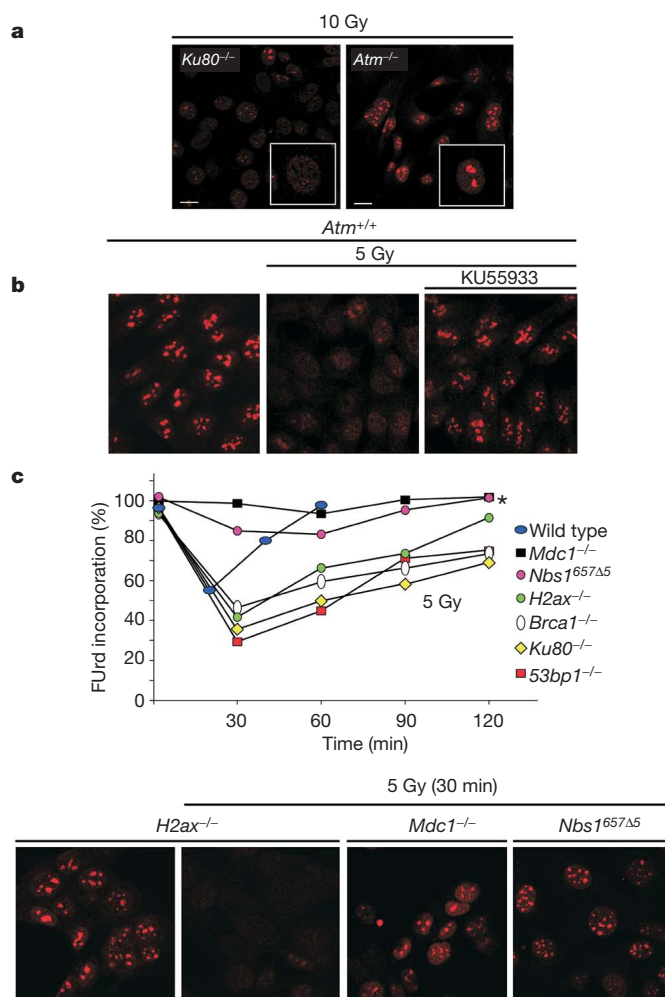 a
10 Gy
Ku80–/–
Atm–/–
Atm+/+
5 Gy
KU55933
b
c
FUrd incorporation (%)
100
80
60
40
20
0
30
60
90
120
Time (min)
5 Gy
*
Wild type
Mdc1–/–
Nbs1657Δ5
H2ax–/–
Brca1–/–
Ku80–/–
53bp1–/–
5 Gy (30 min)
H2ax–/–
Mdc1–/–
Nbs1657Δ5